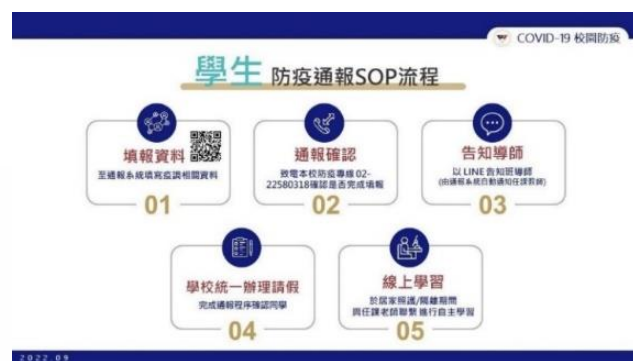 COVID-19 校園防疫
學生 防疫通報SOP流程
填報資料
至通報系統填寫疫調相關資料
01
通報確認
致電本校防疫專線 02-
22580318確認是否完成填報
02
告知導師
以 LINE 告知班導師
(由通報系統自動通知任課教師)
03
學校統一辦理請假
完成通報程序確認同學
04
線上學習
於居家照護/隔離期間
與任課老師聯繫 進行自主學習
05
2022.09